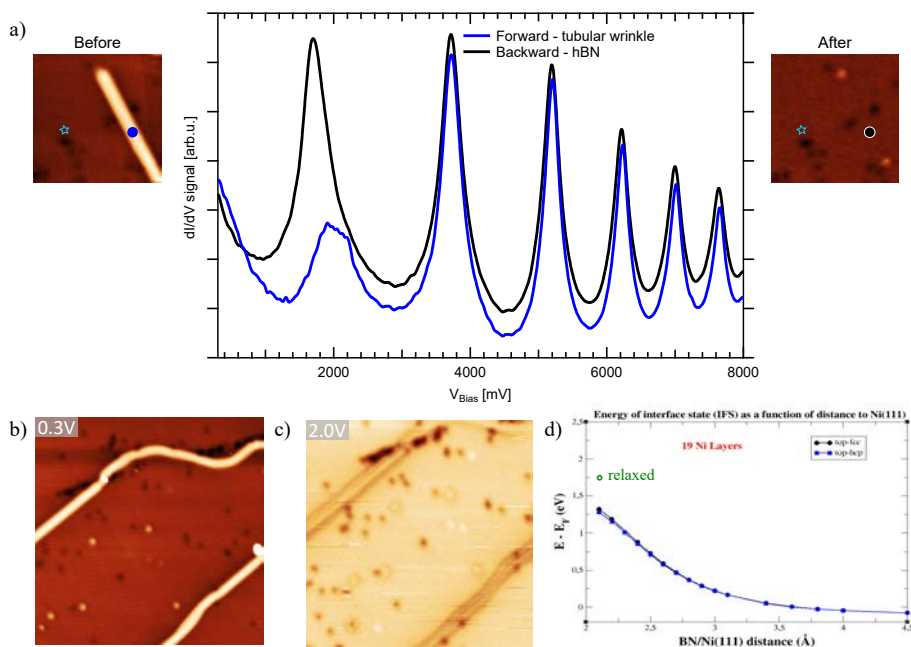 a)
Before
Forward - tubular wrinkle
Backward - hBN
After
dI/dV signal [arb.u.]
2000
4000
6000
8000
V_Bias [mV]
b)
0.3V
c)
2.0V
d)
Energy of interface state (IFS) as a function of distance to Ni(111)
19 Ni Layers
top-fcc
top-hcp
relaxed
E - E_F (eV)
2,5
2
1,5
1
0,5
0
2
2,5
3
3,5
4
4,5
BN/Ni(111) distance (Å)